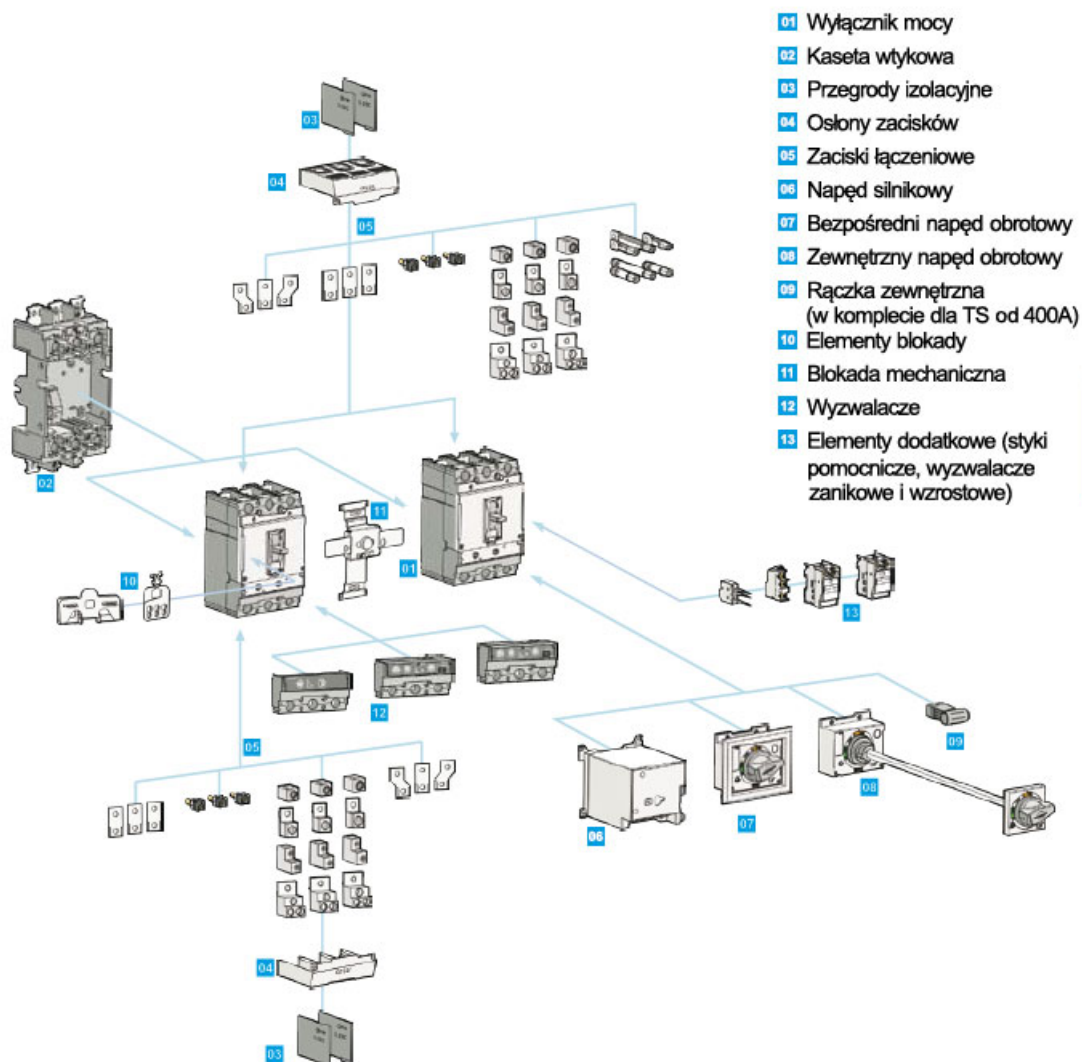 01 Wyłącznik mocy
02 Kaseta wtykowa
03 Przegrody izolacyjne
04 Osłony zacisków
05 Zaciski łączeniowe
06 Napęd silnikowy
07 Bezpośredni napęd obrotowy
08 Zewnętrzny napęd obrotowy
09 Rączka zewnętrzna
(w komplecie dla TS od 400A)
10 Elementy blokady
11 Blokada mechaniczna
12 Wyzwalacze
13 Elementy dodatkowe (styki
pomocnicze, wyzwalacze
zanikowe i wzrostowe)
03
04
05
02
11
01
10
13
12
05
09
08
07
06
04
03